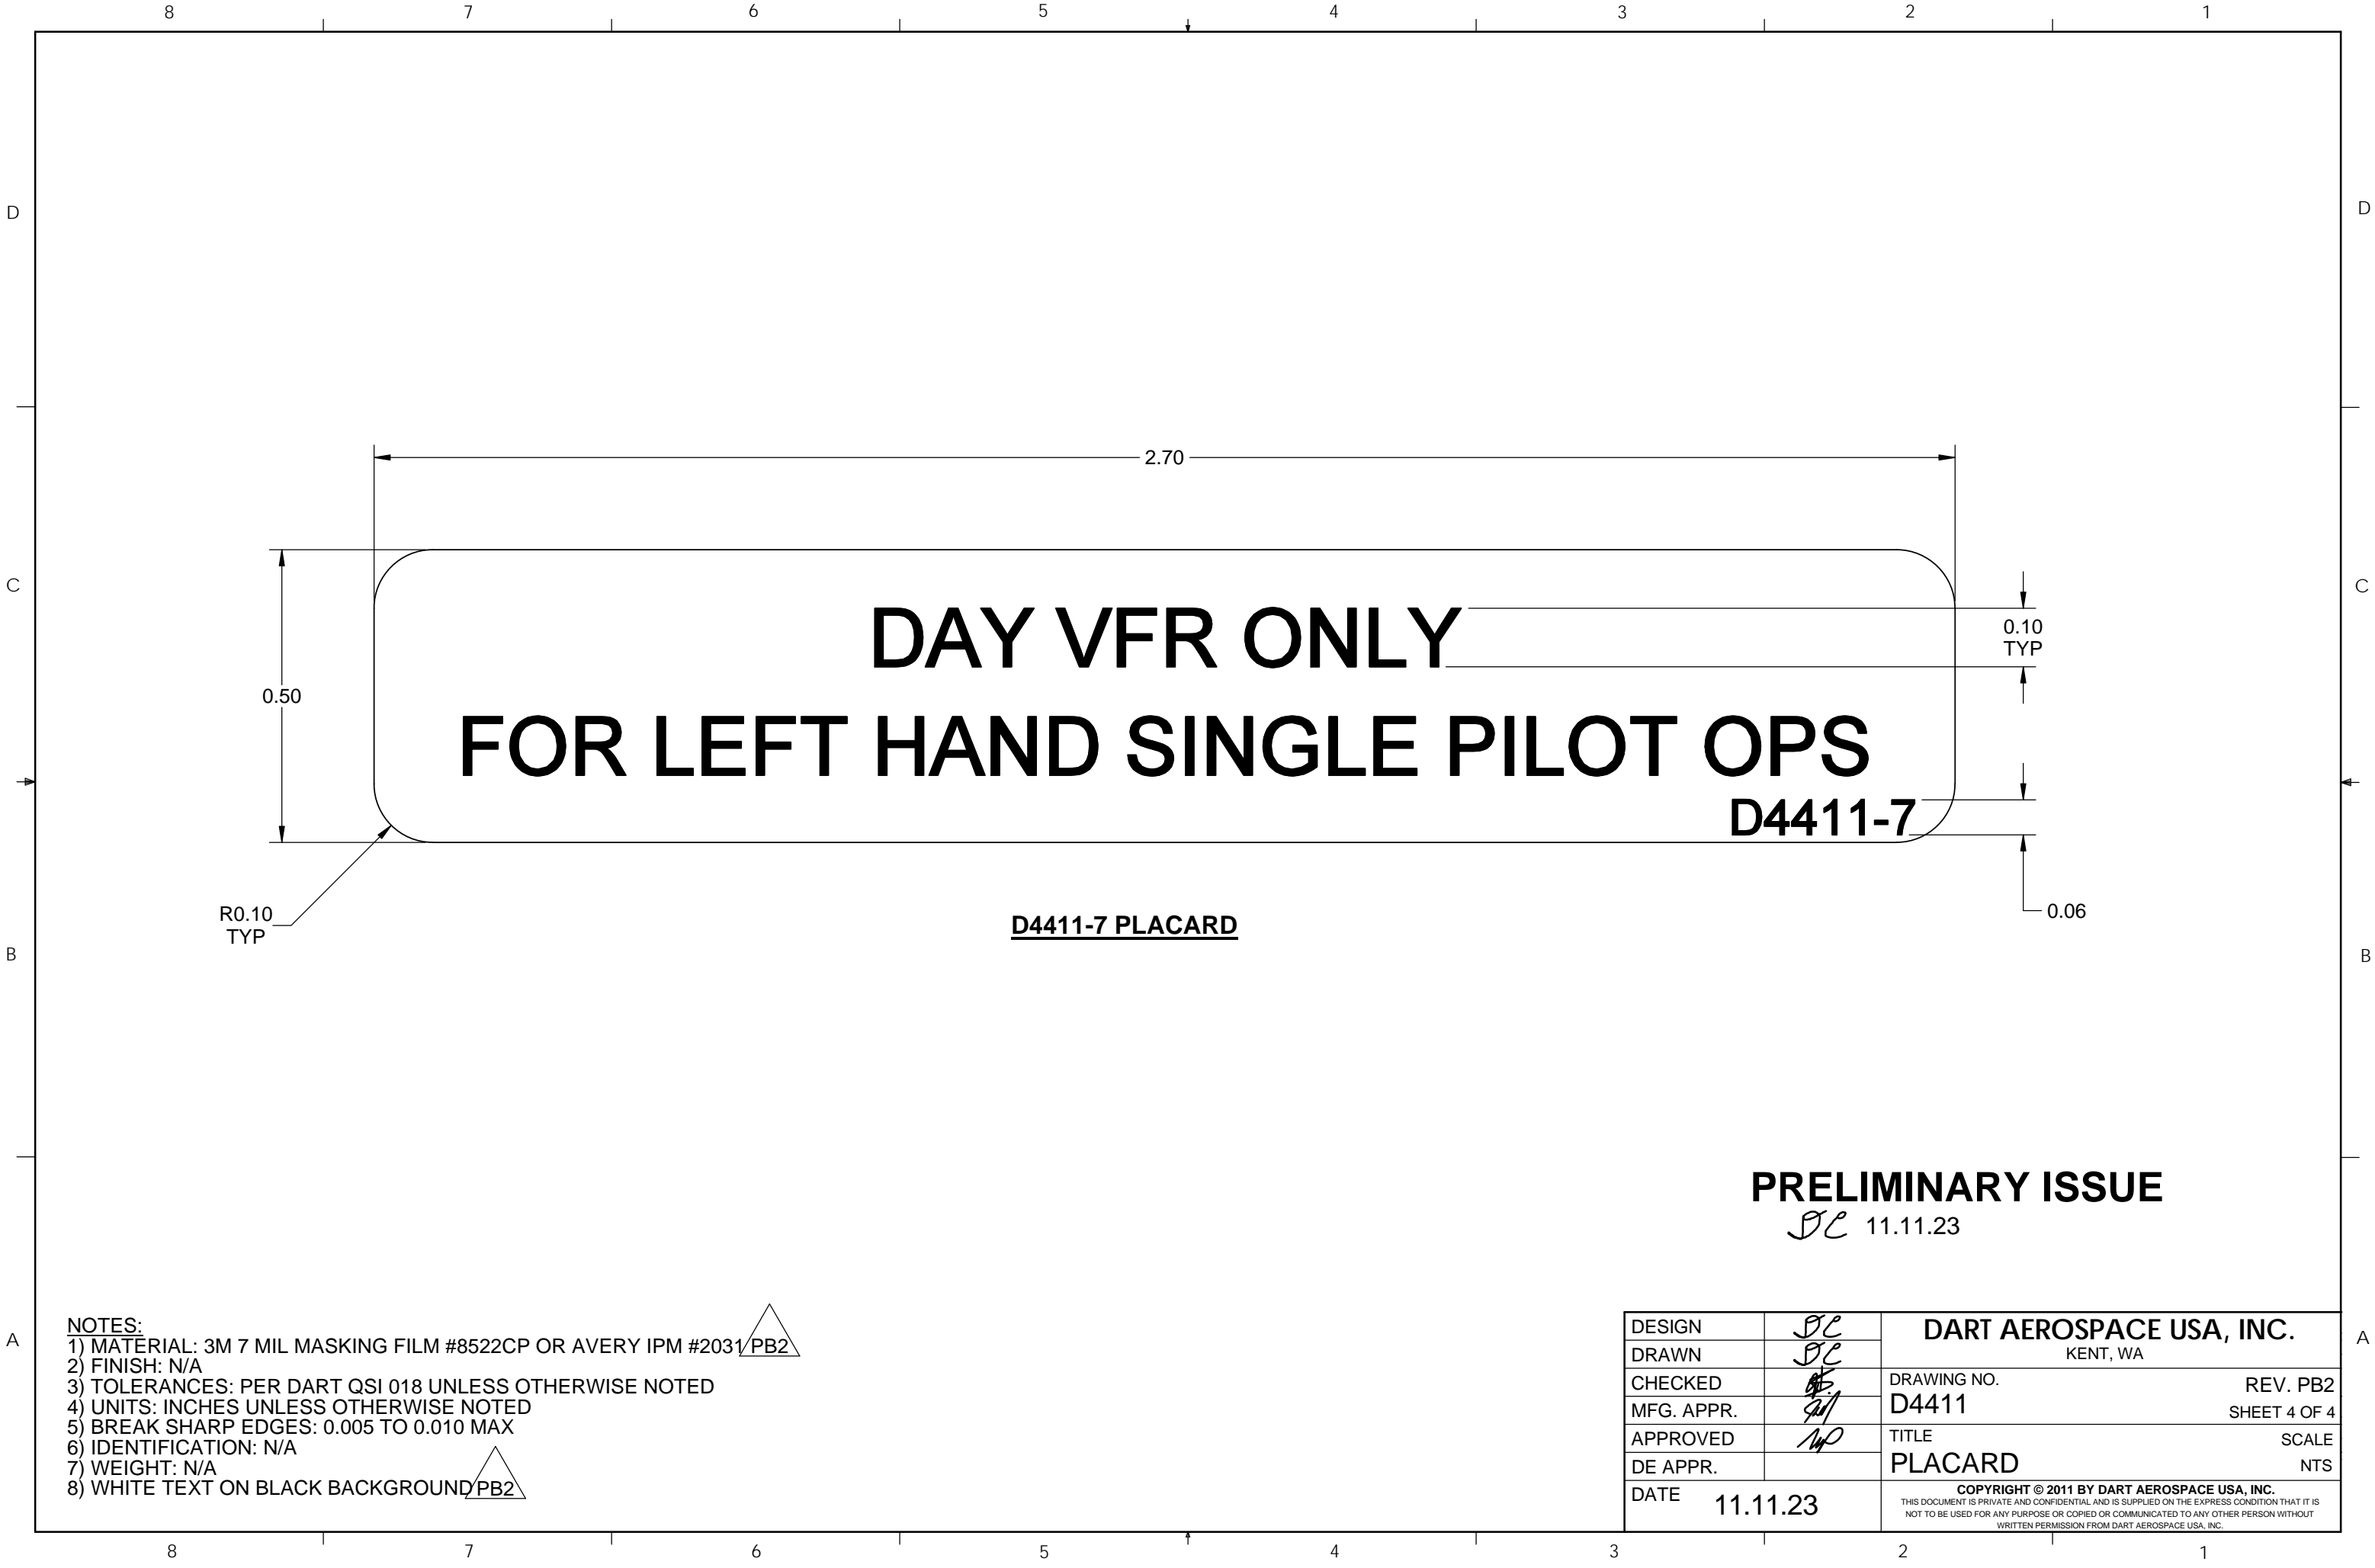 8 7 6 5 4 3 2 1
D D
2.70
C C
DAY VFR ONLY
0.10
TYP
0.50
FOR LEFT HAND SINGLE PILOT OPS
D4411-7
R0.10
TYP
0.06
D4411-7 PLACARD
B B
PRELIMINARY ISSUE
DC 11.11.23
A A
NOTES:
1) MATERIAL: 3M 7 MIL MASKING FILM #8522CP OR AVERY IPM #2031 PB2
2) FINISH: N/A
3) TOLERANCES: PER DART QSI 018 UNLESS OTHERWISE NOTED
4) UNITS: INCHES UNLESS OTHERWISE NOTED
5) BREAK SHARP EDGES: 0.005 TO 0.010 MAX
6) IDENTIFICATION: N/A
7) WEIGHT: N/A
8) WHITE TEXT ON BLACK BACKGROUND PB2
DESIGN DC
DRAWN DC
CHECKED
MFG. APPR.
APPROVED
DE APPR.
DATE 11.11.23
DART AEROSPACE USA, INC.
KENT, WA
DRAWING NO. REV. PB2
D4411 SHEET 4 OF 4
TITLE SCALE
PLACARD NTS
COPYRIGHT © 2011 BY DART AEROSPACE USA, INC.
THIS DOCUMENT IS PRIVATE AND CONFIDENTIAL AND IS SUPPLIED ON THE EXPRESS CONDITION THAT IT IS
NOT TO BE USED FOR ANY PURPOSE OR COPIED OR COMMUNICATED TO ANY OTHER PERSON WITHOUT
WRITTEN PERMISSION FROM DART AEROSPACE USA, INC.
8 7 6 5 4 3 2 1